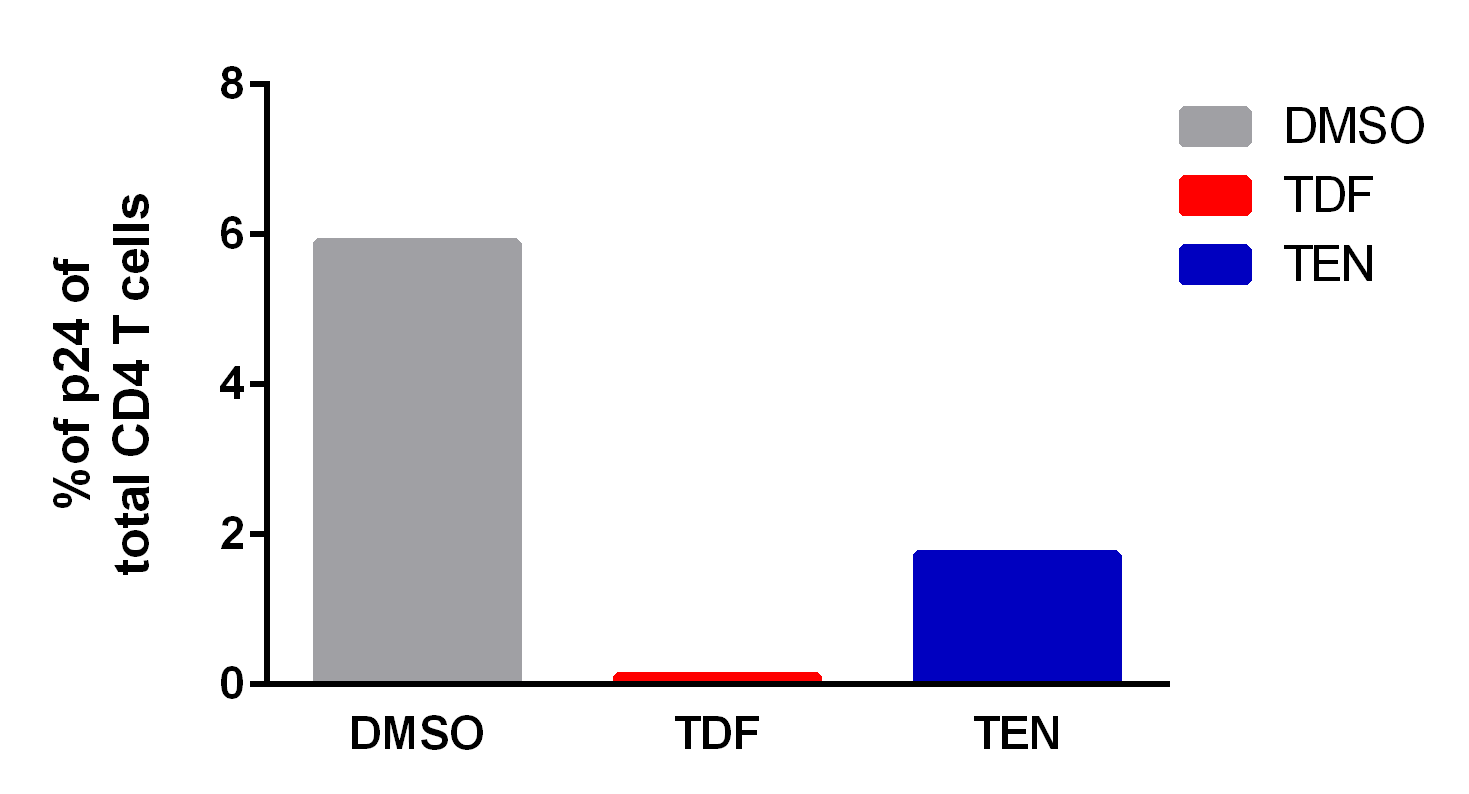 %of p24 of
total CD4 T cells
8
6
4
2
0
DMSO
TDF
TEN
DMSO
TDF
TEN